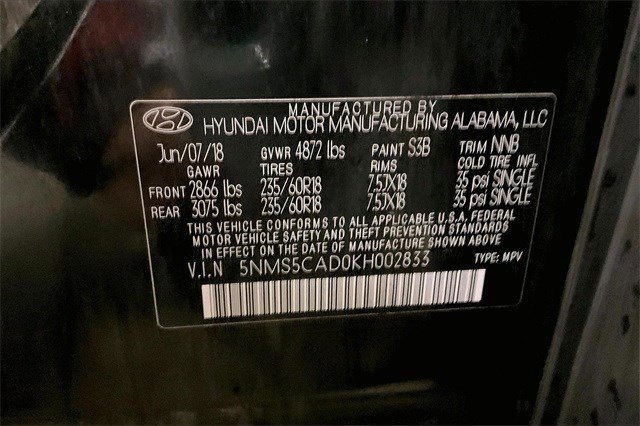 MANUFACTURED BY
HYUNDAI MOTOR MANUFACTURING ALABAMA, LLC
Jun/07/18 GVWR 4872 lbs PAINT S3B TRIM NNB
GAWR TIRES RIMS COLD TIRE INFL
FRONT 2866 lbs 235/60R18 7.5JX18 35 psi SINGLE
REAR 3075 lbs 235/60R18 7.5JX18 35 psi SINGLE
THIS VEHICLE CONFORMS TO ALL APPLICABLE U.S.A. FEDERAL
MOTOR VEHICLE SAFETY AND THEFT PREVENTION STANDARDS
IN EFFECT ON THE DATE OF MANUFACTURE SHOWN ABOVE
V.I.N 5NMS5CAD0KH002833 TYPE: MPV